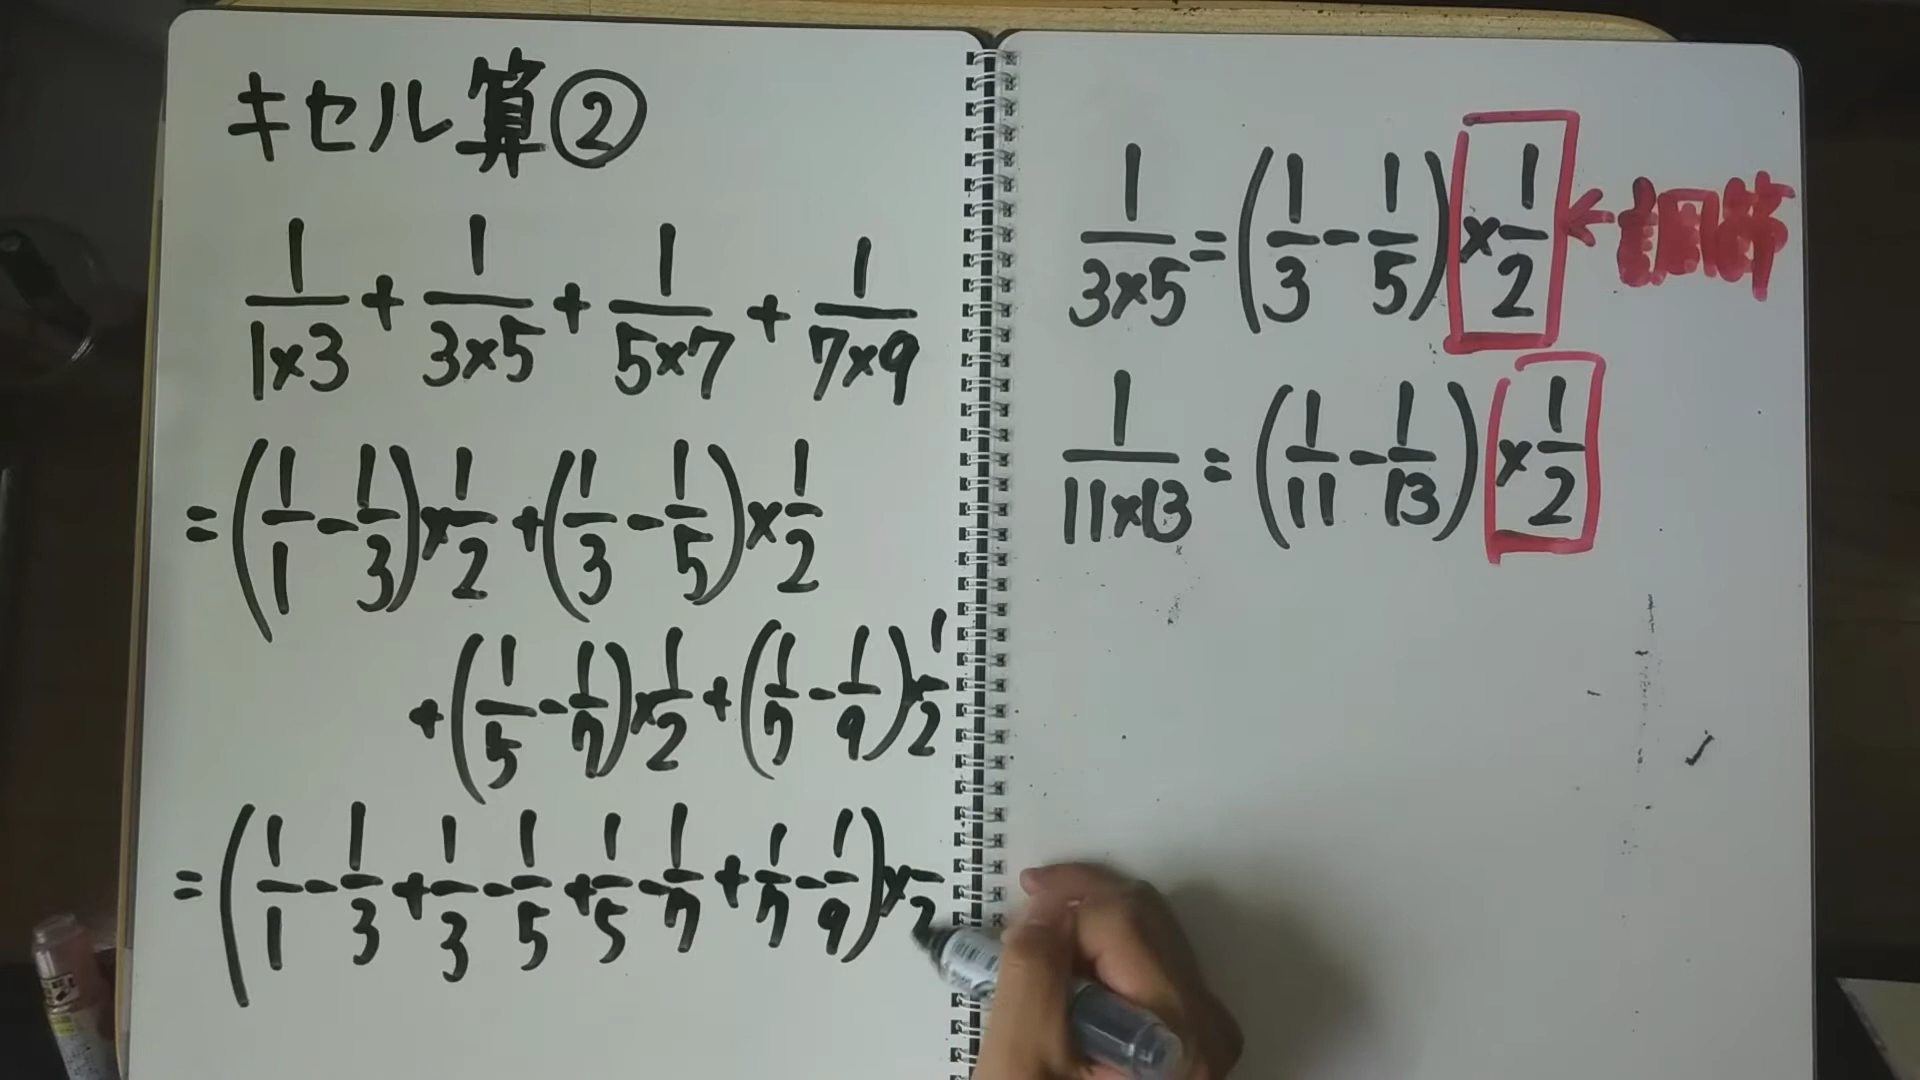 キセル算②
1/(1×3) + 1/(3×5) + 1/(5×7) + 1/(7×9)
= (1/1 - 1/3) × 1/2 + (1/3 - 1/5) × 1/2
+ (1/5 - 1/7) × 1/2 + (1/7 - 1/9) × 1/2
= (1/1 - 1/3 + 1/3 - 1/5 + 1/5 - 1/7 + 1/7 - 1/9) × /2
1/(3×5) = (1/3 - 1/5) × 1/2 ← 調節
1/(11×13) = (1/11 - 1/13) × 1/2